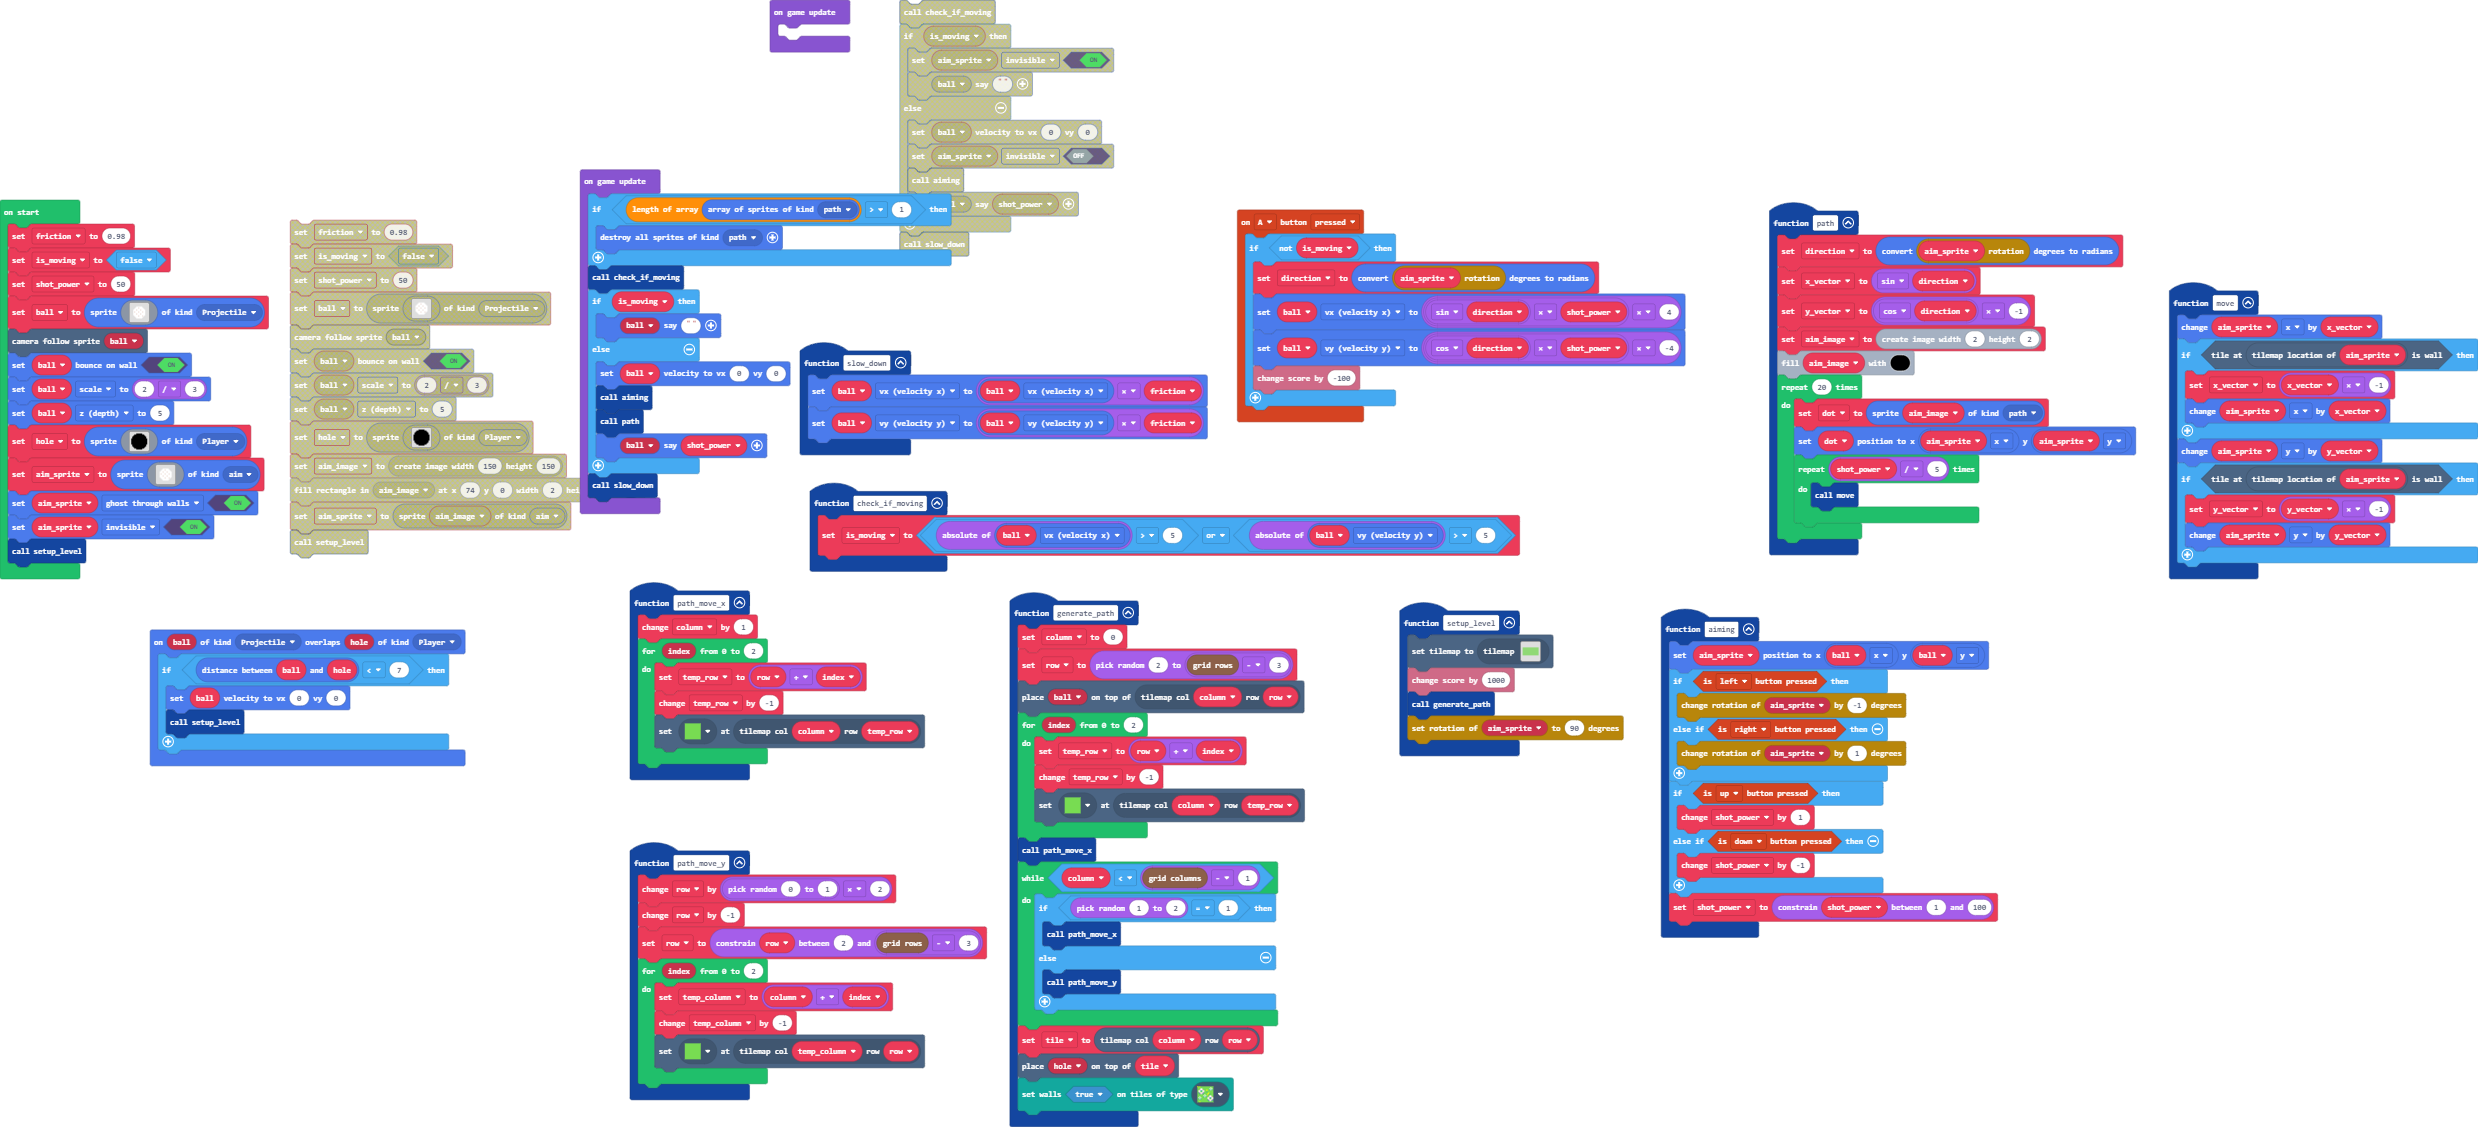 on start
set friction to 0.98
set is_moving to false
set shot_power to 50
set ball to sprite of kind Projectile
camera follow sprite ball
set ball bounce on wall ON
set ball scale to 2 / 3
set ball z (depth) to 5
set hole to sprite of kind Player
set aim_sprite to sprite of kind aim
set aim_sprite ghost through walls ON
set aim_sprite invisible ON
call setup_level
set friction to 0.98
set is_moving to false
set shot_power to 50
set ball to sprite of kind Projectile
camera follow sprite ball
set ball bounce on wall ON
set ball scale to 2 / 3
set ball z (depth) to 5
set hole to sprite of kind Player
set aim_image to create image width 150 height 150
fill rectangle in aim_image at x 74 y 0 width 2 hei
set aim_sprite to sprite aim_image of kind aim
call setup_level
on game update
call check_if_moving
if is_moving then
set aim_sprite invisible ON
ball say " "
else
set ball velocity to vx 0 vy 0
set aim_sprite invisible OFF
call aiming
say shot_power
call slow_down
on game update
if length of array array of sprites of kind path > 1 then
destroy all sprites of kind path
call check_if_moving
if is_moving then
ball say " "
else
set ball velocity to vx 0 vy 0
call aiming
call path
ball say shot_power
call slow_down
function slow_down
set ball vx (velocity x) to ball vx (velocity x) × friction
set ball vy (velocity y) to ball vy (velocity y) × friction
function check_if_moving
set is_moving to absolute of ball vx (velocity x) > 5 or absolute of ball vy (velocity y) > 5
on A button pressed
if not is_moving then
set direction to convert aim_sprite rotation degrees to radians
set ball vx (velocity x) to sin direction × shot_power × 4
set ball vy (velocity y) to cos direction × shot_power × -4
change score by -100
function path
set direction to convert aim_sprite rotation degrees to radians
set x_vector to sin direction
set y_vector to cos direction × -1
set aim_image to create image width 2 height 2
fill aim_image with
repeat 20 times
do
set dot to sprite aim_image of kind path
set dot position to x aim_sprite x y aim_sprite y
repeat shot_power / 5 times
do
call move
function move
change aim_sprite x by x_vector
if tile at tilemap location of aim_sprite is wall then
set x_vector to x_vector × -1
change aim_sprite x by x_vector
change aim_sprite y by y_vector
if tile at tilemap location of aim_sprite is wall then
set y_vector to y_vector × -1
change aim_sprite y by y_vector
on ball of kind Projectile overlaps hole of kind Player
if distance between ball and hole < 7 then
set ball velocity to vx 0 vy 0
call setup_level
function path_move_x
change column by 1
for index from 0 to 2
do
set temp_row to row + index
change temp_row by -1
set at tilemap col column row temp_row
function path_move_y
change row by pick random 0 to 1 × 2
change row by -1
set row to constrain row between 2 and grid rows - 3
for index from 0 to 2
do
set temp_column to column + index
change temp_column by -1
set at tilemap col temp_column row row
function generate_path
set column to 0
set row to pick random 2 to grid rows - 3
place ball on top of tilemap col column row row
for index from 0 to 2
do
set temp_row to row + index
change temp_row by -1
set at tilemap col column row temp_row
call path_move_x
while column < grid columns - 1
do
if pick random 1 to 2 = 1 then
call path_move_x
else
call path_move_y
set tile to tilemap col column row row
place hole on top of tile
set walls true on tiles of type
function setup_level
set tilemap to tilemap
change score by 1000
call generate_path
set rotation of aim_sprite to 90 degrees
function aiming
set aim_sprite position to x ball x y ball y
if is left button pressed then
change rotation of aim_sprite by -1 degrees
else if is right button pressed then
change rotation of aim_sprite by 1 degrees
if is up button pressed then
change shot_power by 1
else if is down button pressed then
change shot_power by -1
set shot_power to constrain shot_power between 1 and 100